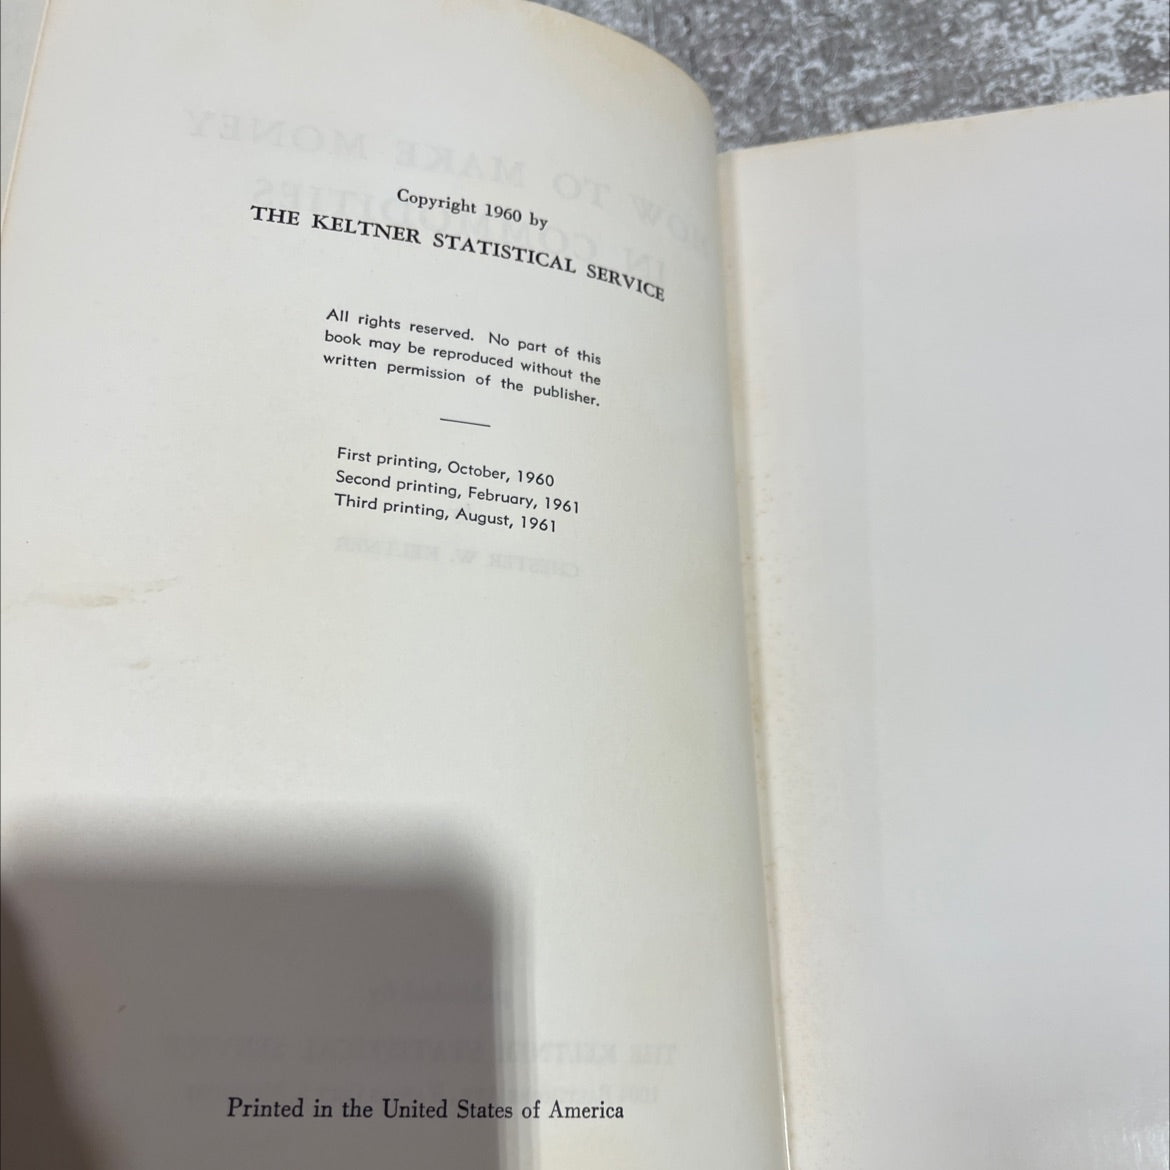 Copyright 1960 by
THE KELTNER STATISTICAL SERVICE
All rights reserved. No part of this
book may be reproduced without the
written permission of the publisher.
First printing, October, 1960
Second printing, February, 1961
Third printing, August, 1961
Printed in the United States of America